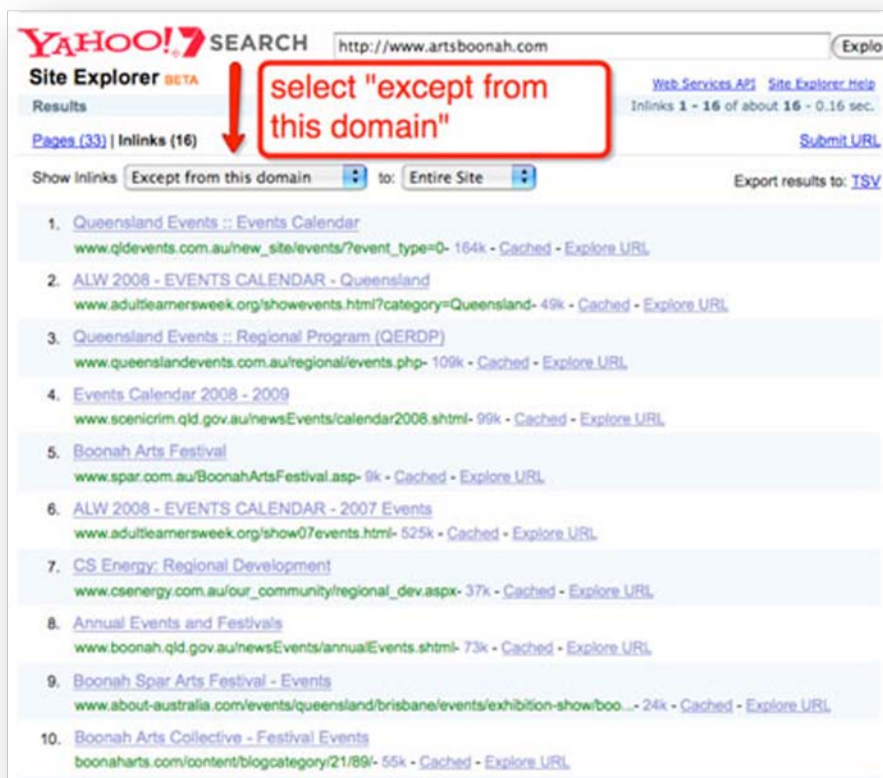 YAHOO!7 SEARCH http://www.artsboonah.com Explo
Site Explorer BETA
select "except from
this domain"
Web Services API Site Explorer Help
Results Inlinks 1 - 16 of about 16 - 0.16 sec.
Pages (33) | Inlinks (16) Submit URL
Show Inlinks Except from this domain to: Entire Site Export results to: TSV
1. Queensland Events :: Events Calendar
www.qldevents.com.au/new_site/events/?event_type=0- 164k - Cached - Explore URL
2. ALW 2008 - EVENTS CALENDAR - Queensland
www.adultlearnersweek.org/showevents.html?category=Queensland- 49k - Cached - Explore URL
3. Queensland Events :: Regional Program (QERDP)
www.queenslandevents.com.au/regional/events.php- 109k - Cached - Explore URL
4. Events Calendar 2008 - 2009
www.scenicrim.qld.gov.au/newsEvents/calendar2008.shtml- 99k - Cached - Explore URL
5. Boonah Arts Festival
www.spar.com.au/BoonahArtsFestival.asp- 9k - Cached - Explore URL
6. ALW 2008 - EVENTS CALENDAR - 2007 Events
www.adultlearnersweek.org/show07events.html- 525k - Cached - Explore URL
7. CS Energy: Regional Development
www.csenergy.com.au/our_community/regional_dev.aspx- 37k - Cached - Explore URL
8. Annual Events and Festivals
www.boonah.qld.gov.au/newsEvents/annualEvents.shtml- 73k - Cached - Explore URL
9. Boonah Spar Arts Festival - Events
www.about-australia.com/events/queensland/brisbane/events/exhibition-show/boo...- 24k - Cached - Explore URL
10. Boonah Arts Collective - Festival Events
boonaharts.com/content/blogcategory/21/89/- 55k - Cached - Explore URL